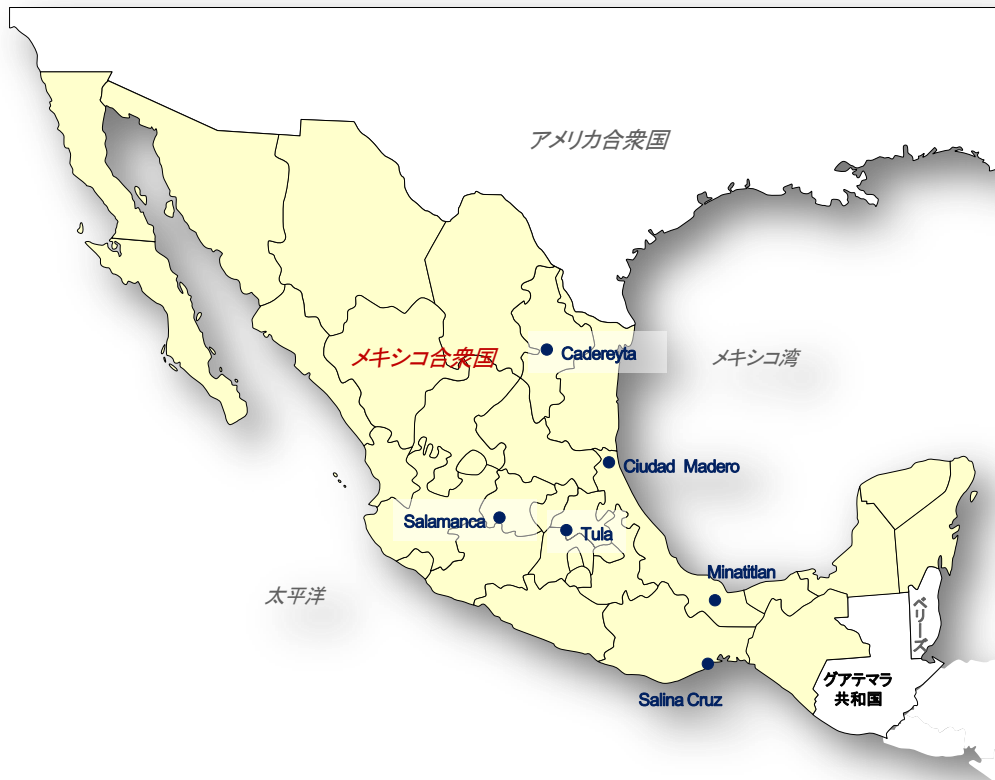 アメリカ合衆国
メキシコ合衆国
Cadereyta
メキシコ湾
Ciudad Madero
Salamanca
Tula
Minatitlan
太平洋
ベリーズ
Salina Cruz
グアテマラ
共和国